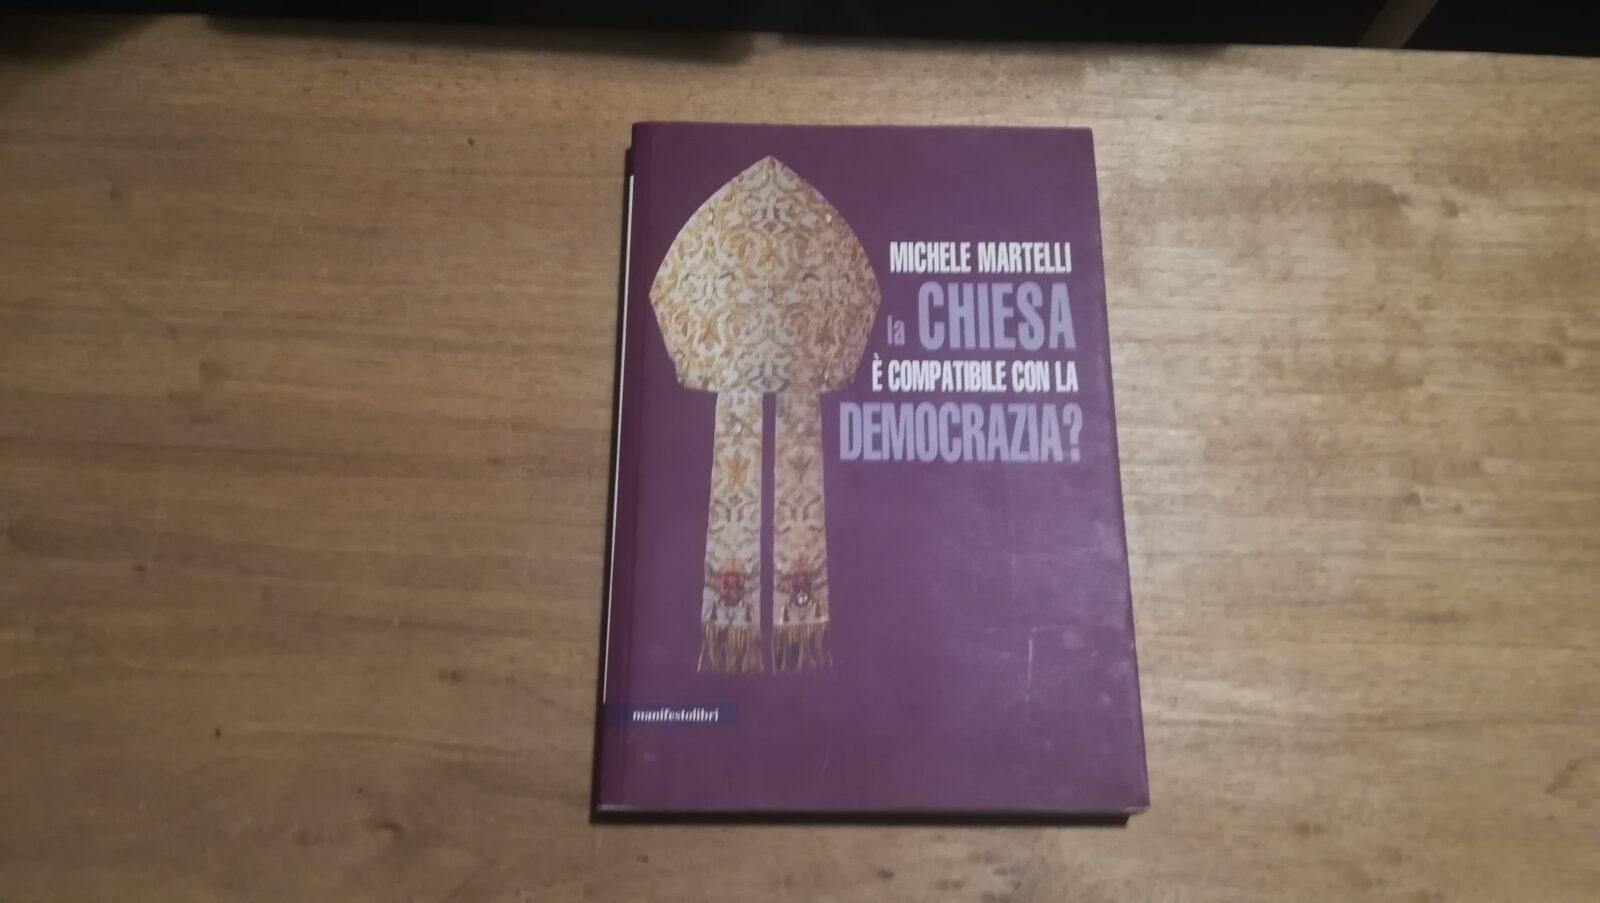 MICHELE MARTELLI
la CHIESA
È COMPATIBILE CON LA
DEMOCRAZIA?
manifestolibri